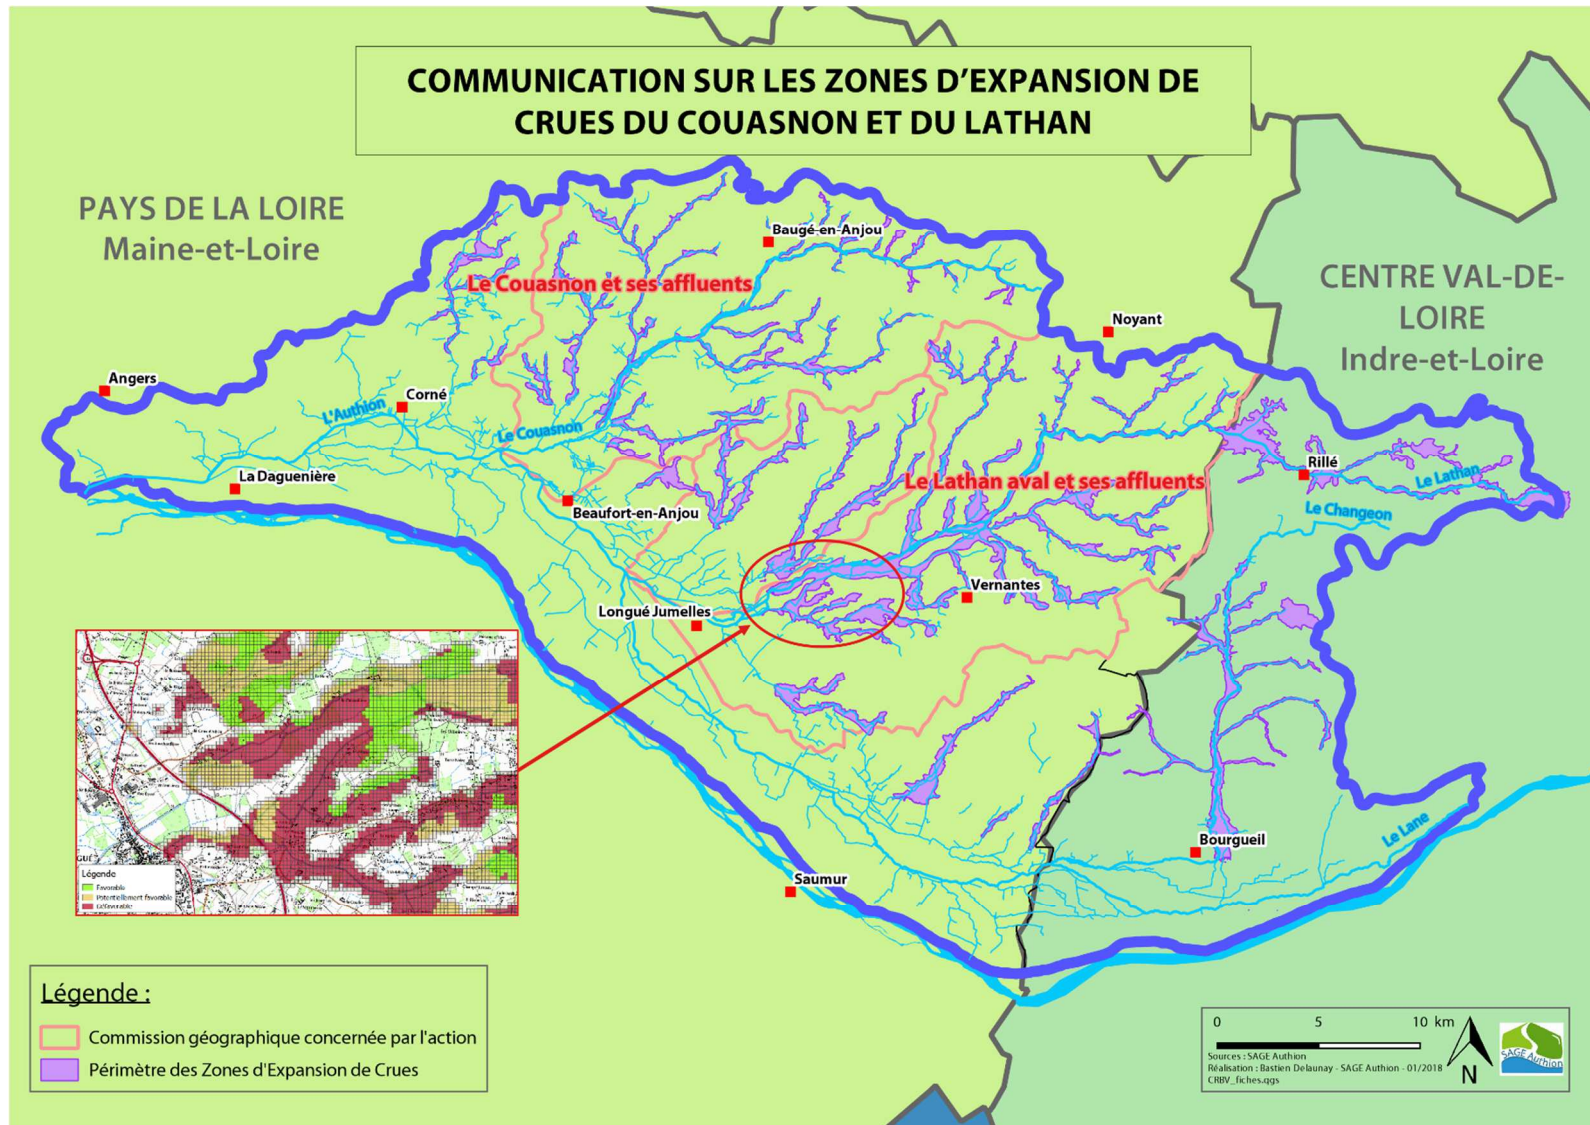 COMMUNICATION SUR LES ZONES D'EXPANSION DE
CRUES DU COUASNON ET DU LATHAN
PAYS DE LA LOIRE
Maine-et-Loire
CENTRE VAL-DE-
LOIRE
Indre-et-Loire
Baugé-en-Anjou
Le Couasnon et ses affluents
Noyant
Angers
Corné
L'Authion
Le Couasnon
La Daguenière
Beaufort-en-Anjou
Le Lathan aval et ses affluents
Rillé
Le Lathan
Le Changeon
Vernantes
Longué Jumelles
Bourgueil
Le Lane
Saumur
GUÉ
Légende
Favorable
Potentiellement favorable
Défavorable
Légende :
Commission géographique concernée par l'action
Périmètre des Zones d'Expansion de Crues
0 5 10 km
Sources : SAGE Authion
Réalisation : Bastien Delaunay - SAGE Authion - 01/2018
CRBV_fiches.qgs
N
SAGE Authion